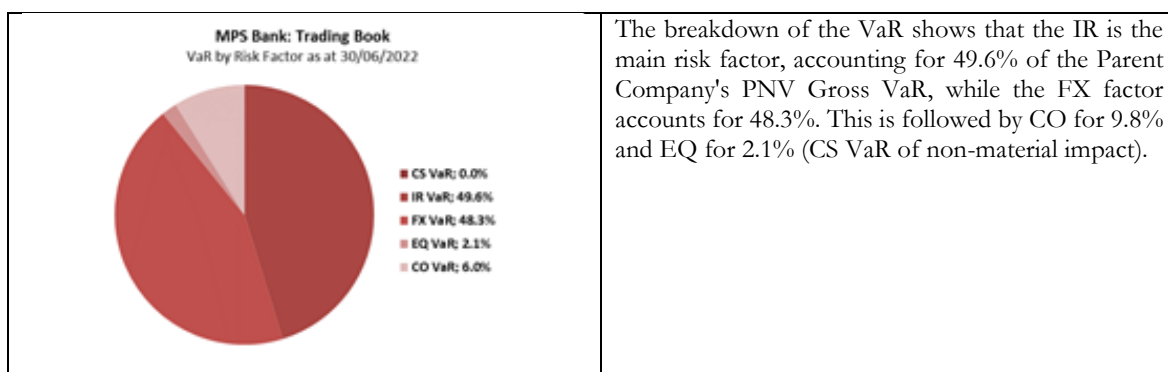 MPS Bank: Trading Book
VaR by Risk Factor as at 30/06/2022
CS VaR; 0.0%
IR VaR; 49.6%
FX VaR; 48.3%
EQ VaR; 2.1%
CO VaR; 6.0%
The breakdown of the VaR shows that the IR is the
main risk factor, accounting for 49.6% of the Parent
Company's PNV Gross VaR, while the FX factor
accounts for 48.3%. This is followed by CO for 9.8%
and EQ for 2.1% (CS VaR of non-material impact).